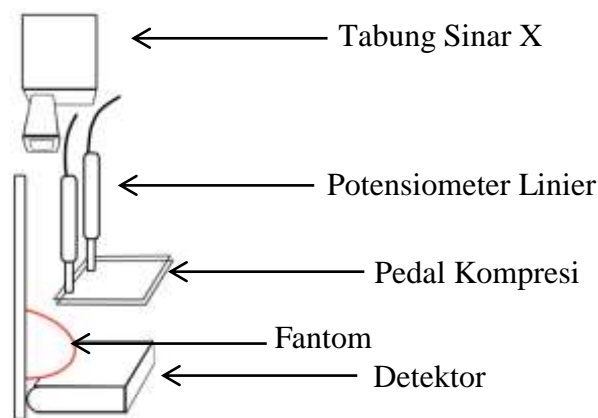 Tabung Sinar X
Potensiometer Linier
Pedal Kompresi
Fantom
Detektor